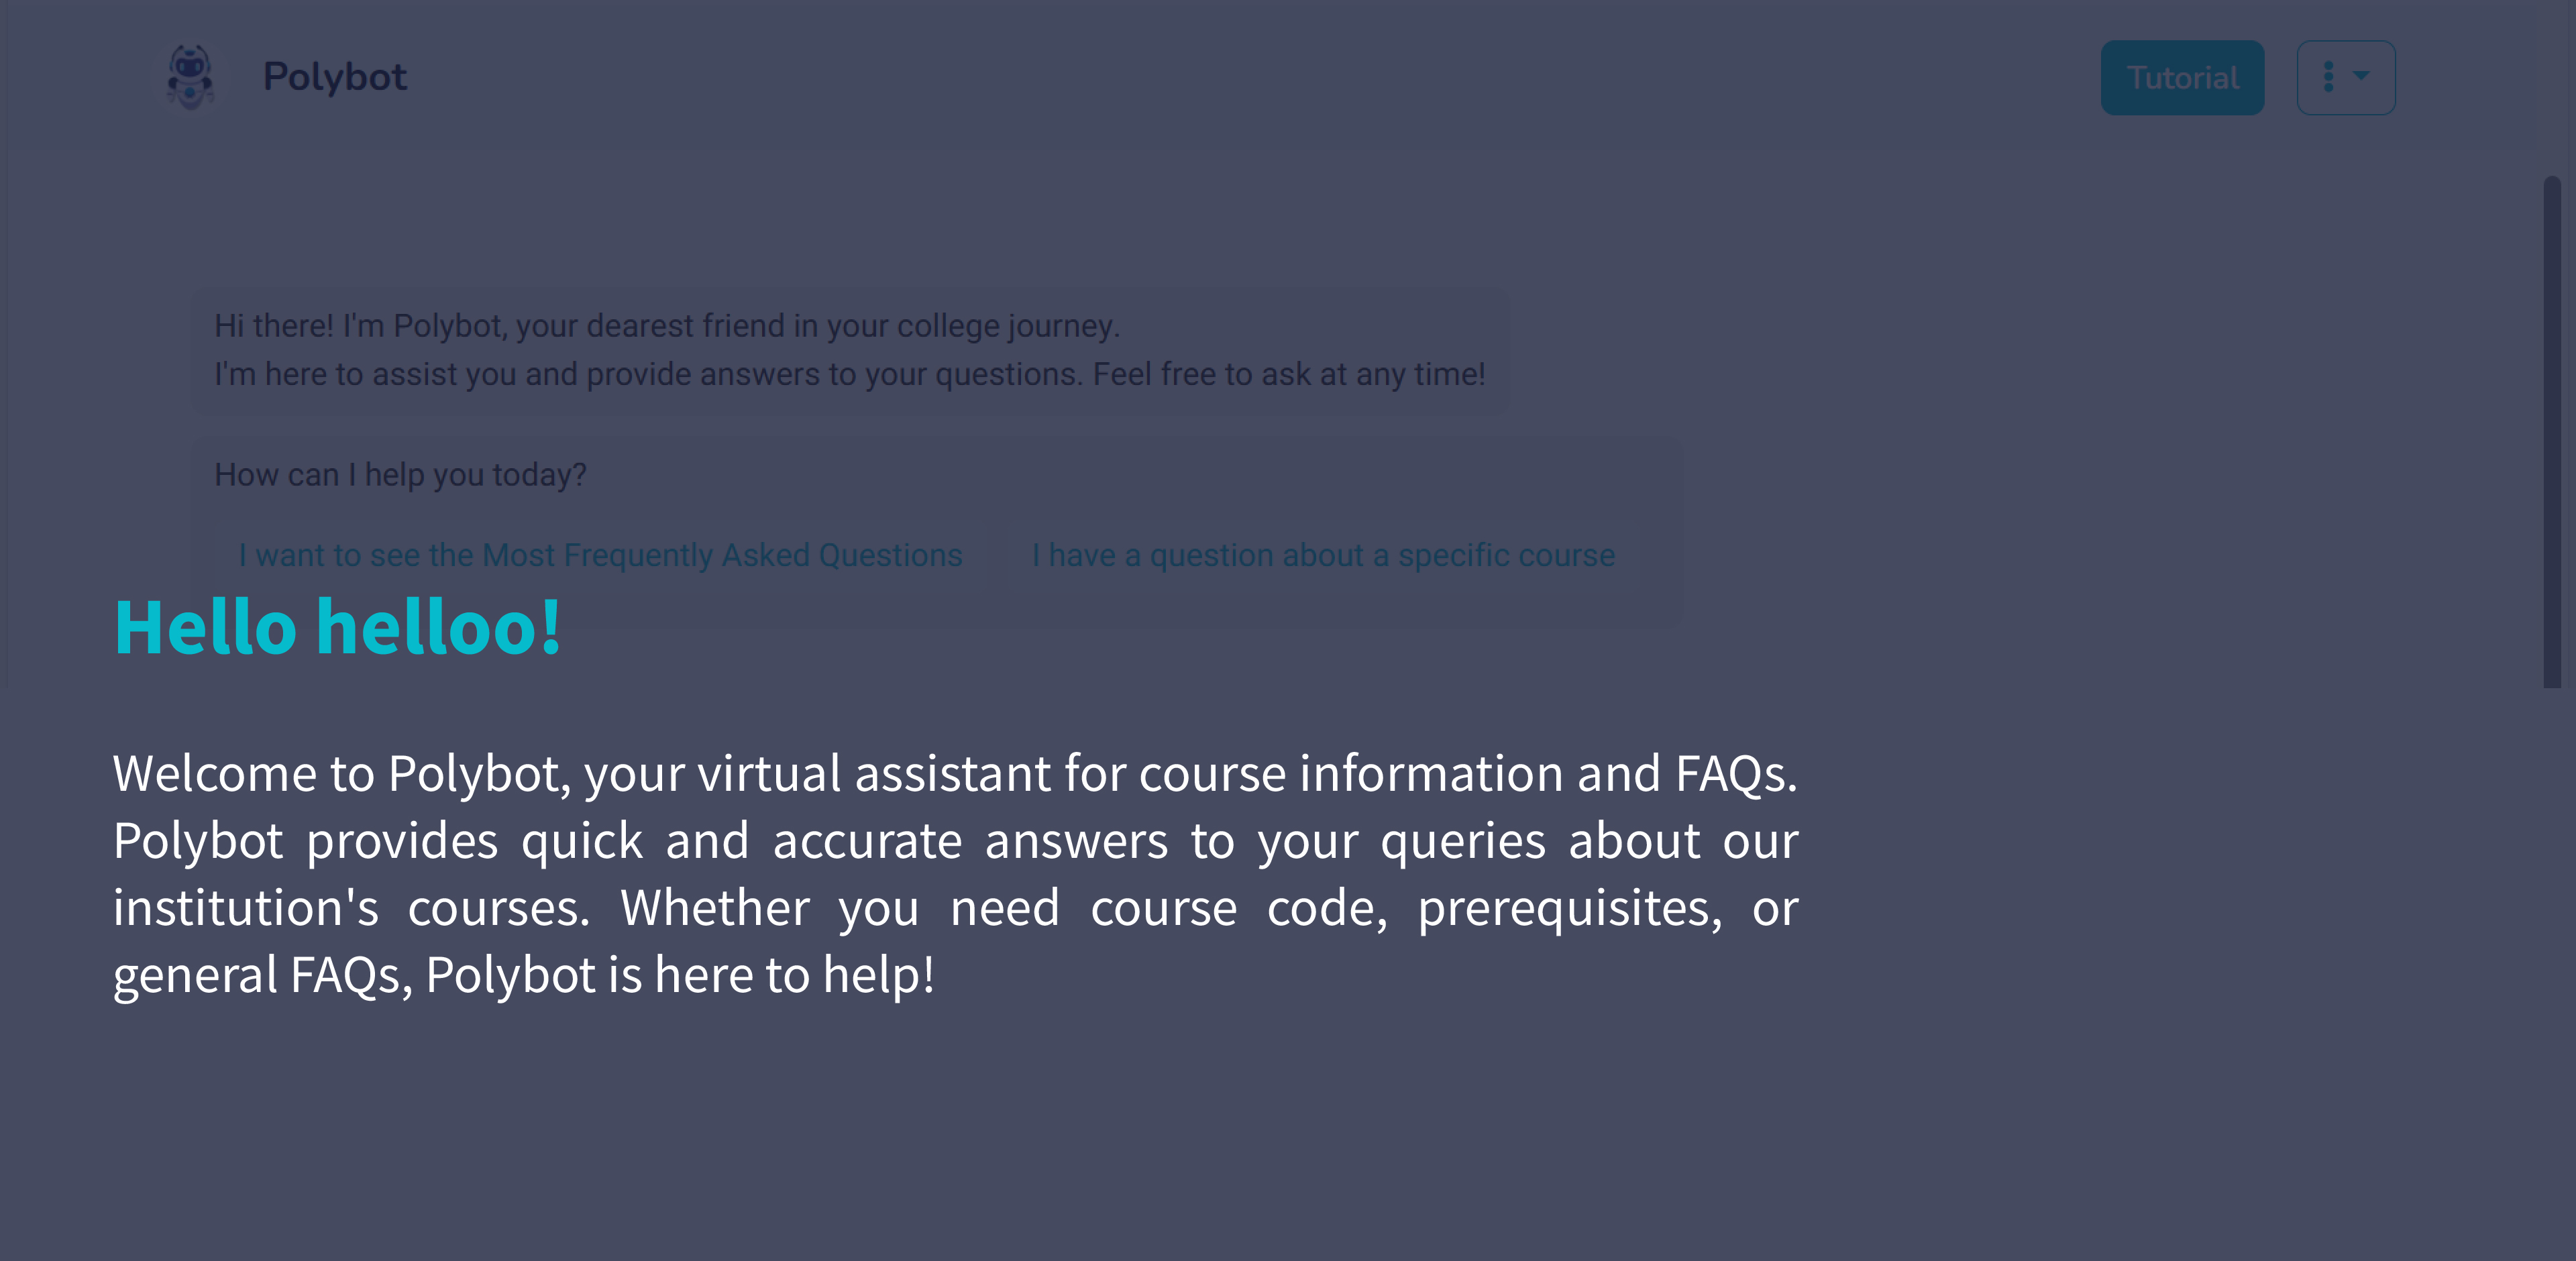 Polybot
Tutorial
Hi there! I'm Polybot, your dearest friend in your college journey.
I'm here to assist you and provide answers to your questions. Feel free to ask at any time!
How can I help you today?
I want to see the Most Frequently Asked Questions
I have a question about a specific course
Hello helloo!
Welcome to Polybot, your virtual assistant for course information and FAQs.
Polybot provides quick and accurate answers to your queries about our
institution's courses. Whether you need course code, prerequisites, or
general FAQs, Polybot is here to help!